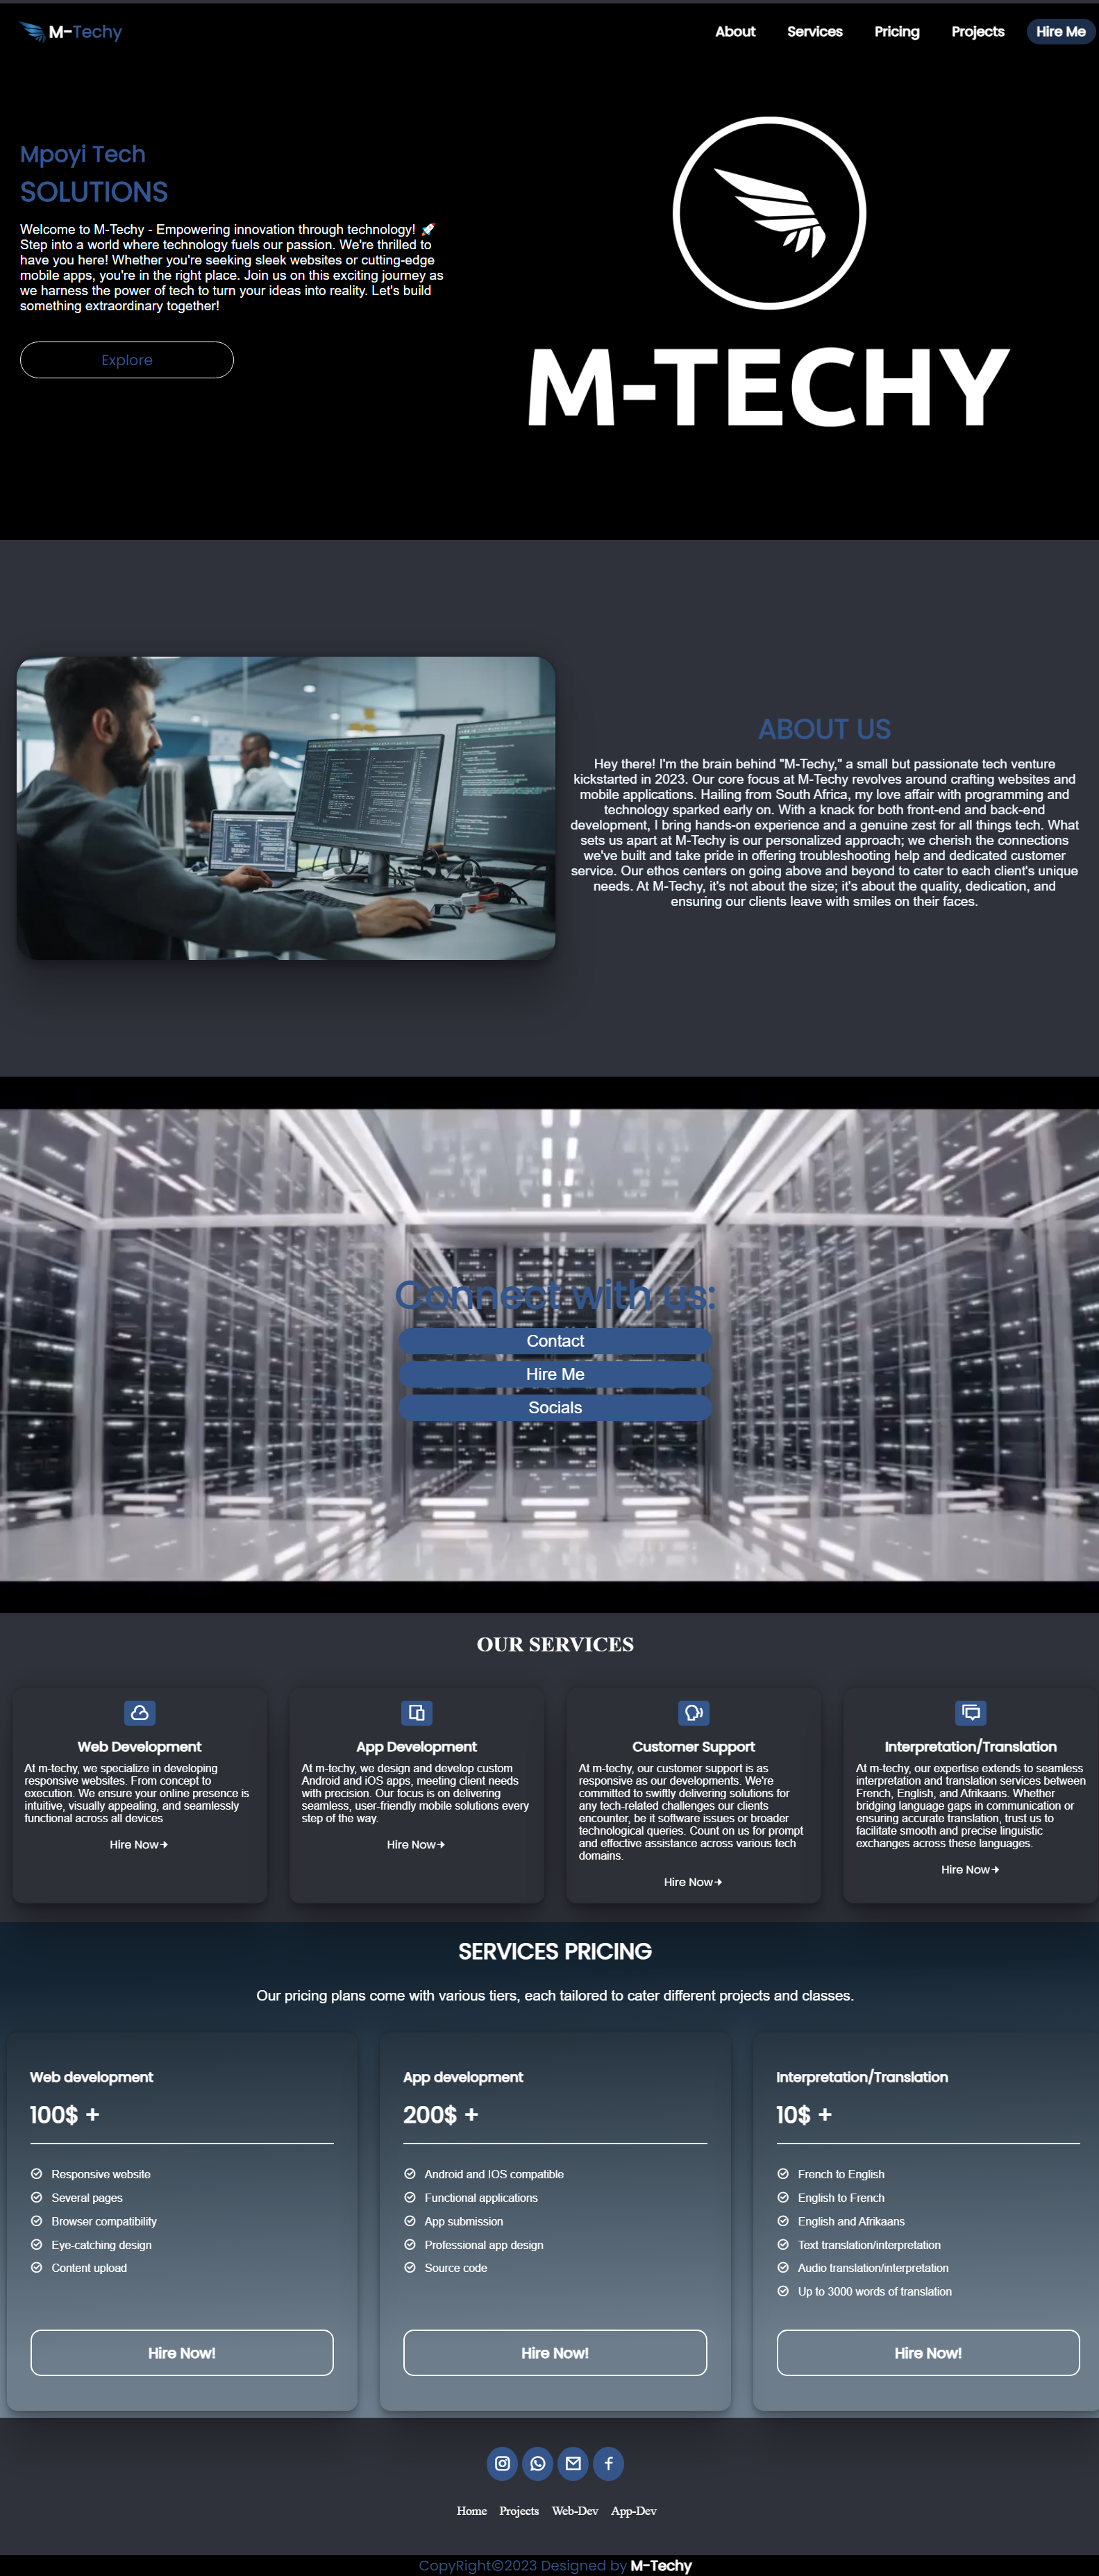 M-Techy
About
Services
Pricing
Projects
Hire Me
Mpoyi Tech
SOLUTIONS
Welcome to M-Techy - Empowering innovation through technology! 🚀
Step into a world where technology fuels our passion. We're thrilled to
have you here! Whether you're seeking sleek websites or cutting-edge
mobile apps, you're in the right place. Join us on this exciting journey as
we harness the power of tech to turn your ideas into reality. Let's build
something extraordinary together!
Explore
M-TECHY
ABOUT US
Hey there! I'm the brain behind "M-Techy," a small but passionate tech venture
kickstarted in 2023. Our core focus at M-Techy revolves around crafting websites and
mobile applications. Hailing from South Africa, my love affair with programming and
technology sparked early on. With a knack for both front-end and back-end
development, I bring hands-on experience and a genuine zest for all things tech. What
sets us apart at M-Techy is our personalized approach; we cherish the connections
we've built and take pride in offering troubleshooting help and dedicated customer
service. Our ethos centers on going above and beyond to cater to each client's unique
needs. At M-Techy, it's not about the size; it's about the quality, dedication, and
ensuring our clients leave with smiles on their faces.
Connect with us:
Contact
Hire Me
Socials
OUR SERVICES
Web Development
At m-techy, we specialize in developing
responsive websites. From concept to
execution. We ensure your online presence is
intuitive, visually appealing, and seamlessly
functional across all devices
Hire Now
App Development
At m-techy, we design and develop custom
Android and iOS apps, meeting client needs
with precision. Our focus is on delivering
seamless, user-friendly mobile solutions every
step of the way.
Hire Now
Customer Support
At m-techy, our customer support is as
responsive as our developments. We're
committed to swiftly delivering solutions for
any tech-related challenges our clients
encounter, be it software issues or broader
technological queries. Count on us for prompt
and effective assistance across various tech
domains.
Hire Now
Interpretation/Translation
At m-techy, our expertise extends to seamless
interpretation and translation services between
French, English, and Afrikaans. Whether
bridging language gaps in communication or
ensuring accurate translation, trust us to
facilitate smooth and precise linguistic
exchanges across these languages.
Hire Now
SERVICES PRICING
Our pricing plans come with various tiers, each tailored to cater different projects and classes.
Web development
100$ +
Responsive website
Several pages
Browser compatibility
Eye-catching design
Content upload
Hire Now!
App development
200$ +
Android and IOS compatible
Functional applications
App submission
Professional app design
Source code
Hire Now!
Interpretation/Translation
10$ +
French to English
English to French
English and Afrikaans
Text translation/interpretation
Audio translation/interpretation
Up to 3000 words of translation
Hire Now!
Home
Projects
Web-Dev
App-Dev
CopyRight©2023 Designed by M-Techy